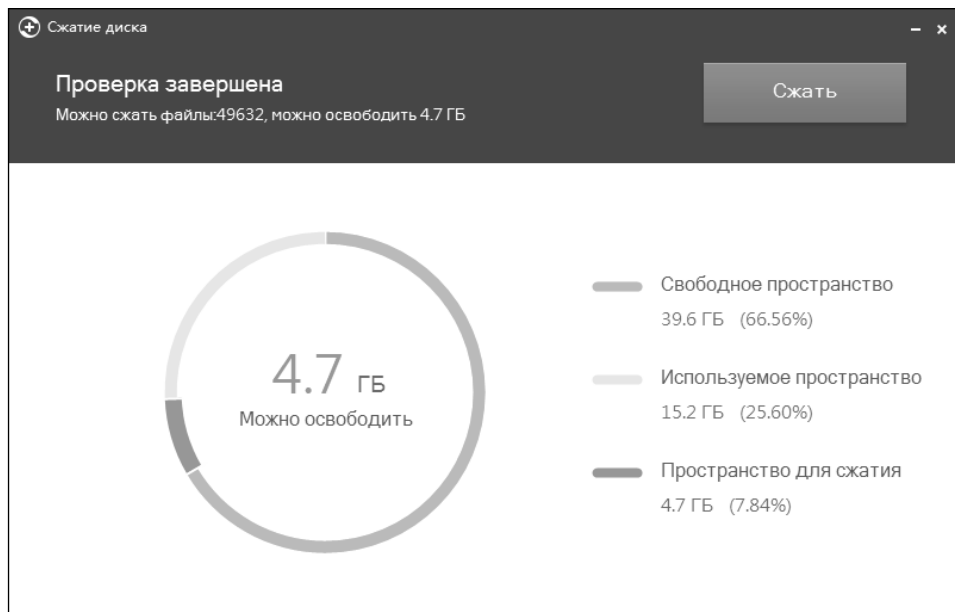 Сжатие диска
Проверка завершена
Можно сжать файлы:49632, можно освободить 4.7 ГБ
Сжать
4.7 ГБ
Можно освободить
Свободное пространство
39.6 ГБ (66.56%)
Используемое пространство
15.2 ГБ (25.60%)
Пространство для сжатия
4.7 ГБ (7.84%)